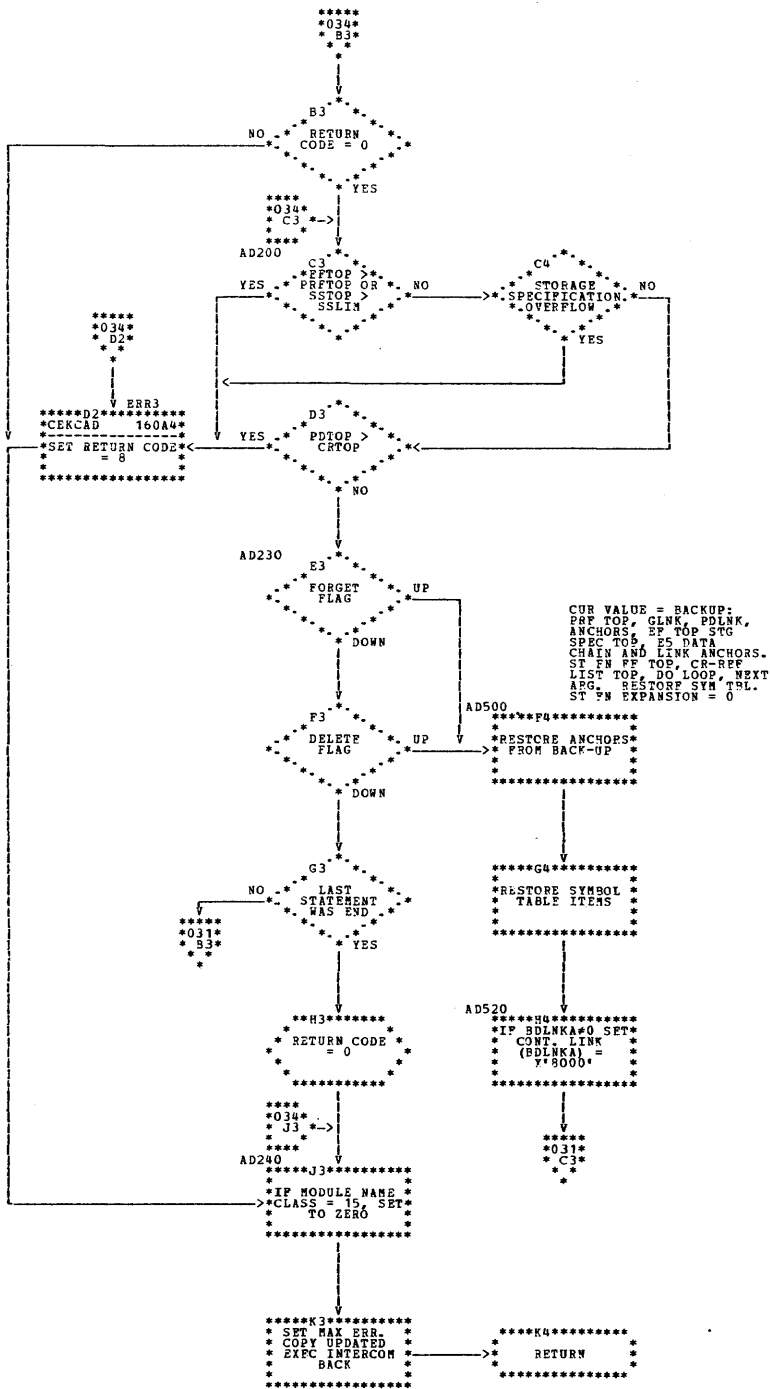 *034*
B3*
B3
NO
RETURN
CODE = 0
YES
*034*
C3 *->
AD200
C3
YES
EFTOP >
PRFTOP OR
SSTOP >
SSLIM
NO
C4
STORAGE
SPECIFICATION
OVERFLOW
NO
YES
*034*
D2*
ERR3
*****D2**********
*CEKCAD 160A4*
*SET RETURN CODE*
= 8
D3
YES
PDTOP >
CRTOP
NO
AD230
E3
FORGET
FLAG
UP
DOWN
CUR VALUE = BACKUP:
PRF TOP, GLNK, PDLNK,
ANCHORS, EF TOP STG
SPEC TOP, E5 DATA
CHAIN AND LINK ANCHORS.
ST FN FF TOP, CR-REF
LIST TOP, DO LOOP, NEXT
ARG. RESTORE SYM TBL.
ST FN EXPANSION = 0
F3
DELETE
FLAG
UP
DOWN
AD500
*****F4**********
*RESTORE ANCHORS*
FROM BACK-UP
G3
NO
LAST
STATEMENT
WAS END
YES
*031*
B3*
*****G4**********
*RESTORE SYMBOL
TABLE ITEMS
**H3*******
RETURN CODE
= 0
AD520
*****H4**********
*IF BDLNKA≠0 SET
CONT. LINK
(BDLNKA) =
X'8000'
*034*
J3 *->
AD240
*****J3**********
*IF MODULE NAME
*CLASS = 15, SET*
TO ZERO
*031*
C3*
*****K3**********
SET MAX ERR.
COPY UPDATED
EXEC INTERCOM
BACK
****K4*********
RETURN